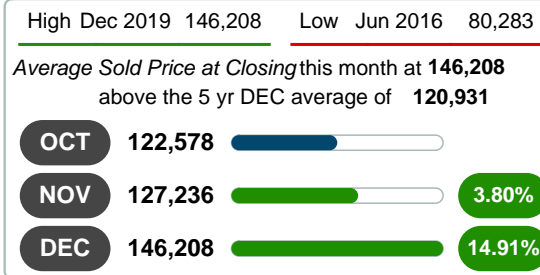 High Dec 2019 146,208 Low Jun 2016 80,283
Average Sold Price at Closing this month at 146,208
above the 5 yr DEC average of 120,931
OCT 122,578
NOV 127,236 3.80%
DEC 146,208 14.91%